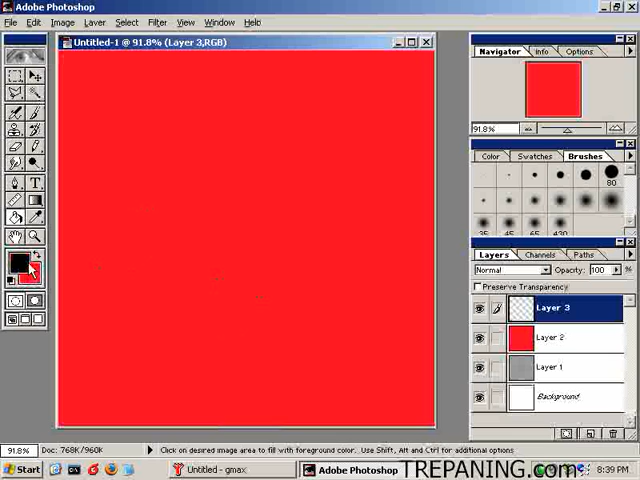 Adobe Photoshop
File Edit Image Layer Select Filter View Window Help
Untitled-1 @ 91.8% (Layer 3,RGB)
Navigator Info Options
91.8%
Color Swatches Brushes
80
35 45 65 430
Layers Channels Paths
Normal Opacity: 100 %
Preserve Transparency
Layer 3
Layer 2
Layer 1
Background
T
91.8% Doc: 768K/960K Click on desired image area to fill with foreground color. Use Shift, Alt and Ctrl for additional options
Start Untitled - gmax Adobe Photoshop 8:39 PM
TREPANING.com